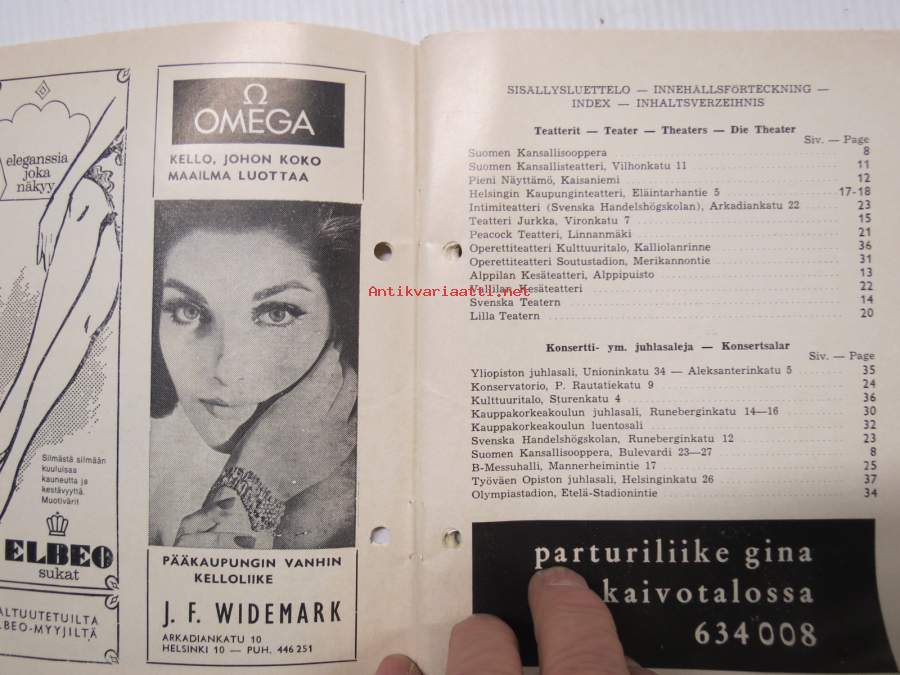 eleganssia
joka
näkyy
Silmästä silmään
kuuluisaa
kauneutta ja
kestävyyttä.
Muotivärit
ELBEO
sukat
ALTUUTETUILTA
LBEO-MYYJILTÄ
Ω
OMEGA
KELLO, JOHON KOKO
MAAILMA LUOTTAA
PÄÄKAUPUNGIN VANHIN
KELLOLIIKE
J. F. WIDEMARK
ARKADIANKATU 10
HELSINKI 10 — PUH. 446 251
SISALLYSLUETTELO — INNEHALLSFÖRTECKNING —
INDEX — INHALTSVERZEIHNIS
Teatterit — Teater — Theaters — Die Theater
Siv. — Page
Suomen Kansallisooppera 8
Suomen Kansallisteatteri, Vilhonkatu 11 11
Pieni Näyttämö, Kaisaniemi 12
Helsingin Kaupunginteatteri, Eläintarhantie 5 17-18
Intimiteatteri (Svenska Handelshögskolan), Arkadiankatu 22 23
Teatteri Jurkka, Vironkatu 7 15
Peacock Teatteri, Linnanmäki 21
Operettiteatteri Kulttuuritalo, Kalliolanrinne 36
Operettiteatteri Soutustadion, Merikannontie 31
Alppilan Kesäteatteri, Alppipuisto 13
Vallilan Kesäteatteri 22
Svenska Teatern 14
Lilla Teatern 20
Antikvariaatti.net
Konsertti- ym. juhlasaleja — Konsertsalar
Siv. — Page
Yliopiston juhlasali, Unioninkatu 34 — Aleksanterinkatu 5 35
Konservatorio, P. Rautatiekatu 9 24
Kulttuuritalo, Sturenkatu 4 36
Kauppakorkeakoulun juhlasali, Runeberginkatu 14—16 30
Kauppakorkeakoulun luentosali 32
Svenska Handelshögskolan, Runeberginkatu 12 23
Suomen Kansallisooppera, Bulevardi 23—27 8
B-Messuhalli, Mannerheimintie 17 25
Työväen Opiston juhlasali, Helsinginkatu 26 37
Olympiastadion, Etelä-Stadionintie 34
parturiliike gina
kaivotalossa
634 008